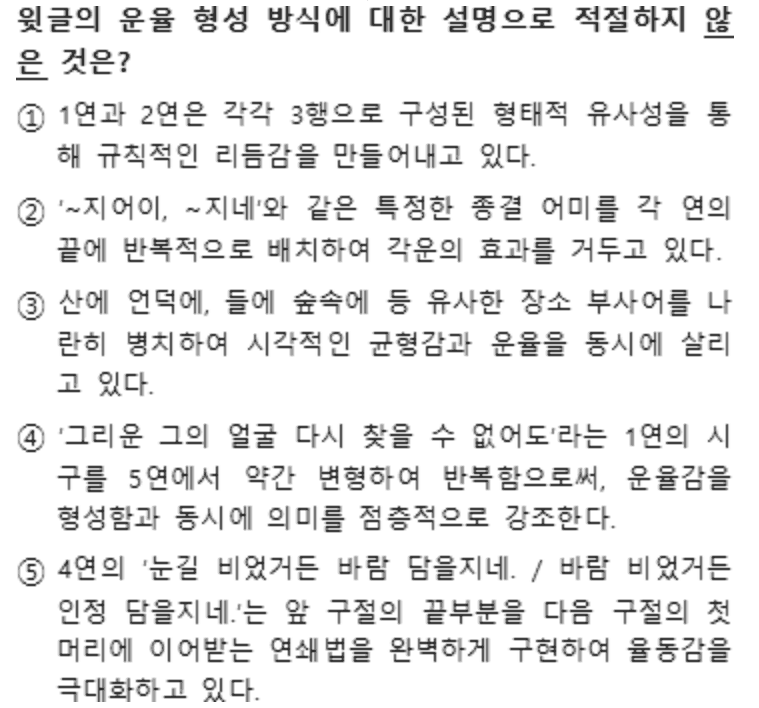 윗글의 운율 형성 방식에 대한 설명으로 적절하지 않
은 것은?
① 1연과 2연은 각각 3행으로 구성된 형태적 유사성을 통
해 규칙적인 리듬감을 만들어내고 있다.
② '~지어이, ~지네'와 같은 특정한 종결 어미를 각 연의
끝에 반복적으로 배치하여 각운의 효과를 거두고 있다.
③ 산에 언덕에, 들에 숲속에 등 유사한 장소 부사어를 나
란히 병치하여 시각적인 균형감과 운율을 동시에 살리
고 있다.
④ '그리운 그의 얼굴 다시 찾을 수 없어도'라는 1연의 시
구를 5연에서 약간 변형하여 반복함으로써, 운율감을
형성함과 동시에 의미를 점층적으로 강조한다.
⑤ 4연의 '눈길 비었거든 바람 담을지네. / 바람 비었거든
인정 담을지네.'는 앞 구절의 끝부분을 다음 구절의 첫
머리에 이어받는 연쇄법을 완벽하게 구현하여 율동감을
극대화하고 있다.